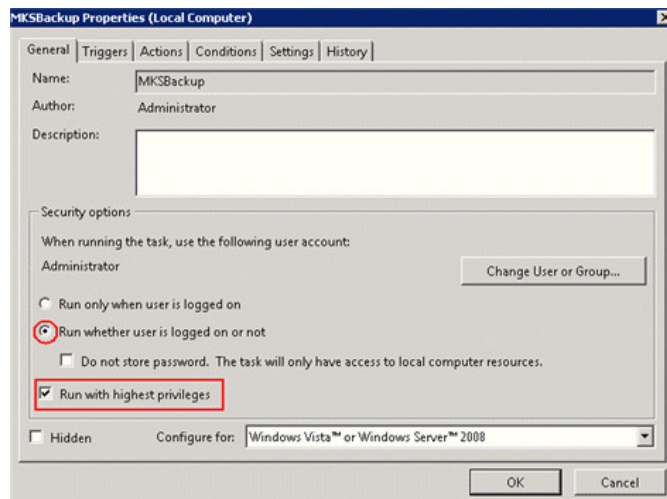 MKSBackup Properties (Local Computer)
General Triggers Actions Conditions Settings History
Name: MKSBackup
Author: Administrator
Description:
Security options
When running the task, use the following user account:
Administrator Change User or Group...
Run only when user is logged on
Run whether user is logged on or not
Do not store password. The task will only have access to local computer resources.
Run with highest privileges
Hidden Configure for: Windows Vista™ or Windows Server™ 2008
OK Cancel